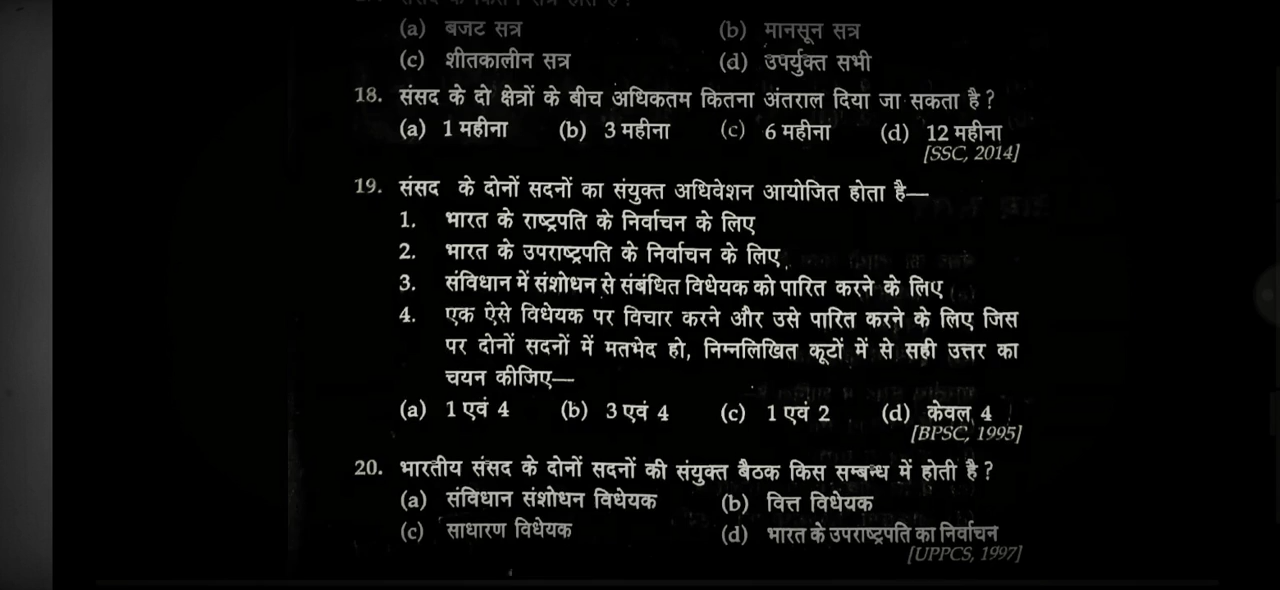 संसद के कितने सत्र होते हैं ?
(a) बजट सत्र (b) मानसून सत्र
(c) शीतकालीन सत्र (d) उपर्युक्त सभी
18. संसद के दो क्षेत्रों के बीच अधिकतम कितना अंतराल दिया जा सकता है ?
(a) 1 महीना (b) 3 महीना (c) 6 महीना (d) 12 महीना
[SSC, 2014]
19. संसद के दोनों सदनों का संयुक्त अधिवेशन आयोजित होता है—
1. भारत के राष्ट्रपति के निर्वाचन के लिए
2. भारत के उपराष्ट्रपति के निर्वाचन के लिए
3. संविधान में संशोधन से संबंधित विधेयक को पारित करने के लिए
4. एक ऐसे विधेयक पर विचार करने और उसे पारित करने के लिए जिस
पर दोनों सदनों में मतभेद हो, निम्नलिखित कूटों में से सही उत्तर का
चयन कीजिए—
(a) 1 एवं 4 (b) 3 एवं 4 (c) 1 एवं 2 (d) केवल 4
[BPSC, 1995]
20. भारतीय संसद के दोनों सदनों की संयुक्त बैठक किस सम्बन्ध में होती है ?
(a) संविधान संशोधन विधेयक (b) वित्त विधेयक
(c) साधारण विधेयक (d) भारत के उपराष्ट्रपति का निर्वाचन
[UPPCS, 1997]